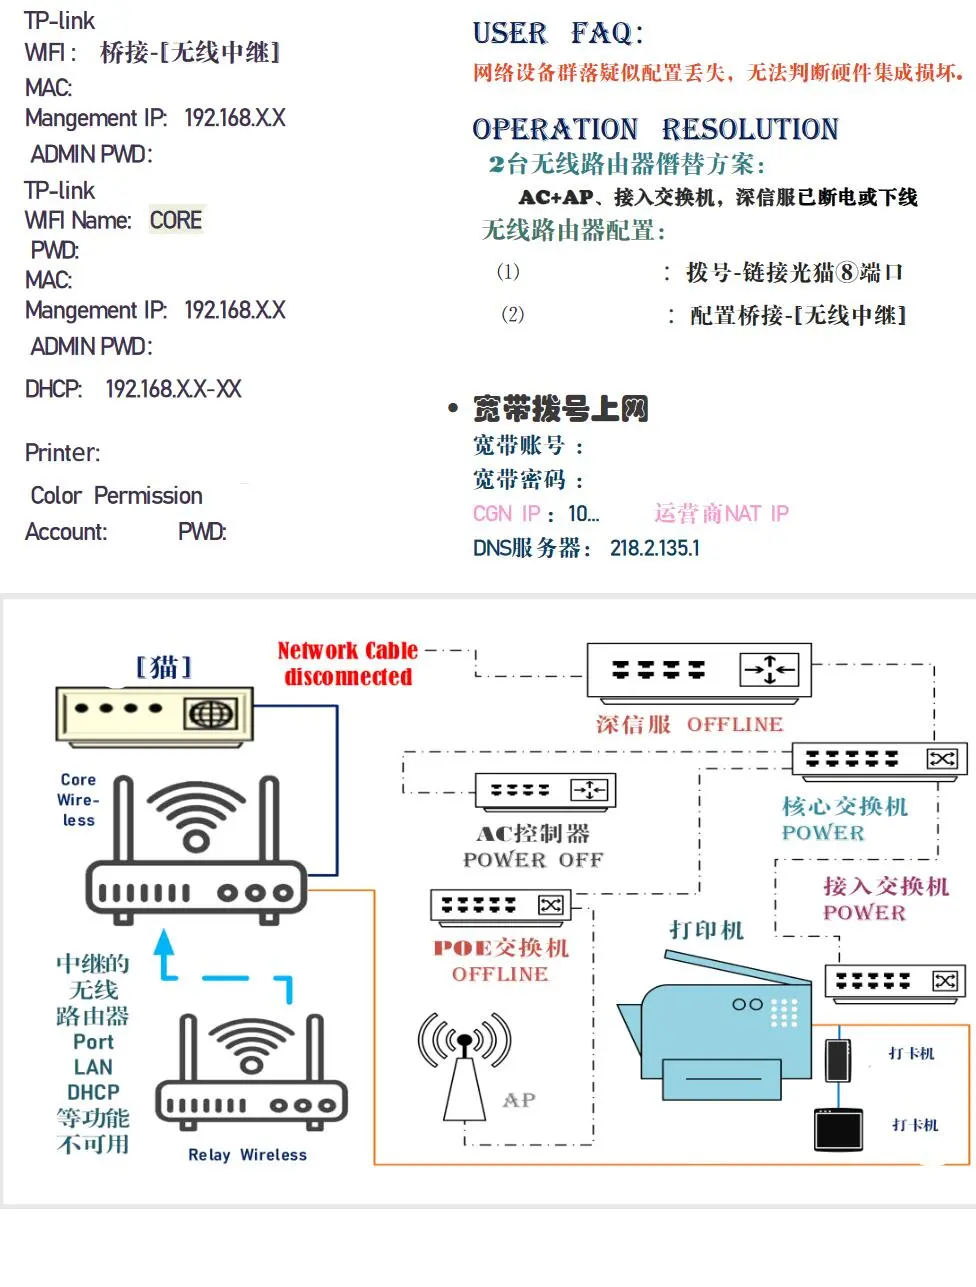 TP-link
WIFI： 桥接-[无线中继]
MAC:
Mangement IP: 192.168.X.X
ADMIN PWD:
TP-link
WIFI Name: CORE
PWD:
MAC:
Mangement IP: 192.168.X.X
ADMIN PWD:
DHCP: 192.168.X.X-XX
Printer:
Color Permission
Account: PWD:
USER FAQ:
网络设备群落疑似配置丢失，无法判断硬件集成损坏。
OPERATION RESOLUTION
2台无线路由器僭替方案：
AC+AP、接入交换机，深信服已断电或下线
无线路由器配置：
(1) ： 拨号-链接光猫⑧端口
(2) ： 配置桥接-[无线中继]
• 宽带拨号上网
宽带账号：
宽带密码：
CGN IP： 10... 运营商NAT IP
DNS服务器： 218.2.135.1
[猫]
Network Cable
disconnected
深信服 OFFLINE
Core
Wire-
less
AC控制器
POWER OFF
核心交换机
POWER
接入交换机
POWER
POE交换机
OFFLINE
打印机
中继的
无线
路由器
Port
LAN
DHCP
等功能
不可用
AP
打卡机
打卡机
Relay Wireless